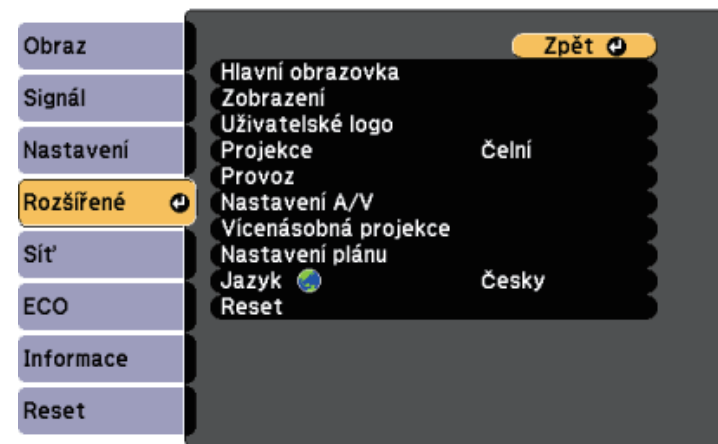 Obraz
Signál
Nastavení
Rozšířené
Síť
ECO
Informace
Reset
Zpět
Hlavní obrazovka
Zobrazení
Uživatelské logo
Projekce Čelní
Provoz
Nastavení A/V
Vícenásobná projekce
Nastavení plánu
Jazyk Česky
Reset